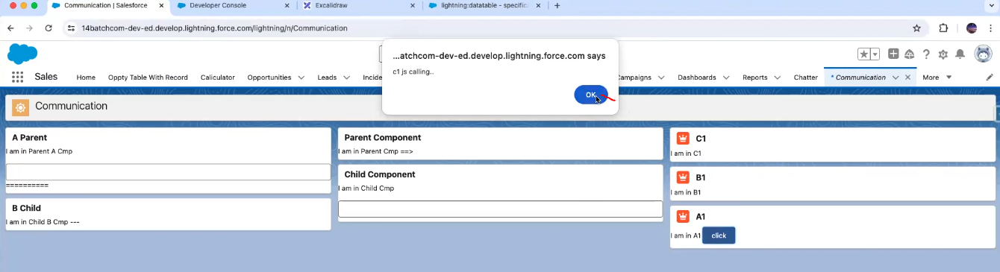 Communication | Salesforce
Developer Console
Excalidraw
lightning:datatable - specific
14batchcom-dev-ed.develop.lightning.force.com/lightning/n/Communication
...atchcom-dev-ed.develop.lightning.force.com says
c1 js calling..
OK
Sales
Home
Oppty Table With Record
Calculator
Opportunities
Leads
Incide
ampaigns
Dashboards
Reports
Chatter
* Communication
More
Communication
A Parent
I am in Parent A Cmp
==========
B Child
I am in Child B Cmp ---
Parent Component
I am in Parent Cmp ==>
Child Component
I am in Child Cmp
C1
I am in C1
B1
I am in B1
A1
I am in A1 click